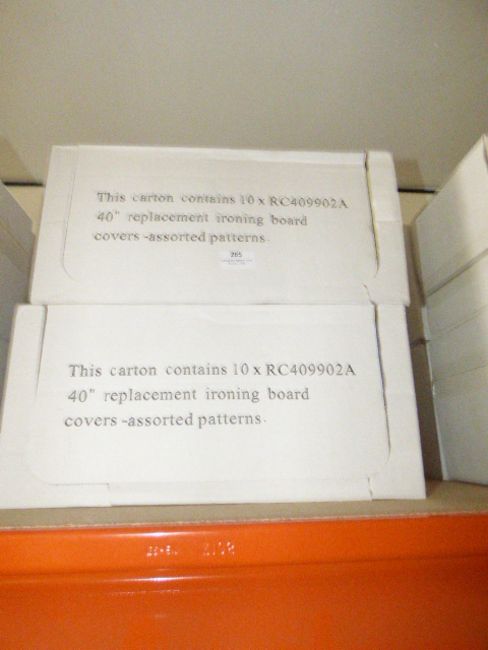 This carton contains 10 x RC409902A
40" replacement ironing board
covers -assorted patterns.
265
This carton contains 10 x RC409902A
40" replacement ironing board
covers -assorted patterns.